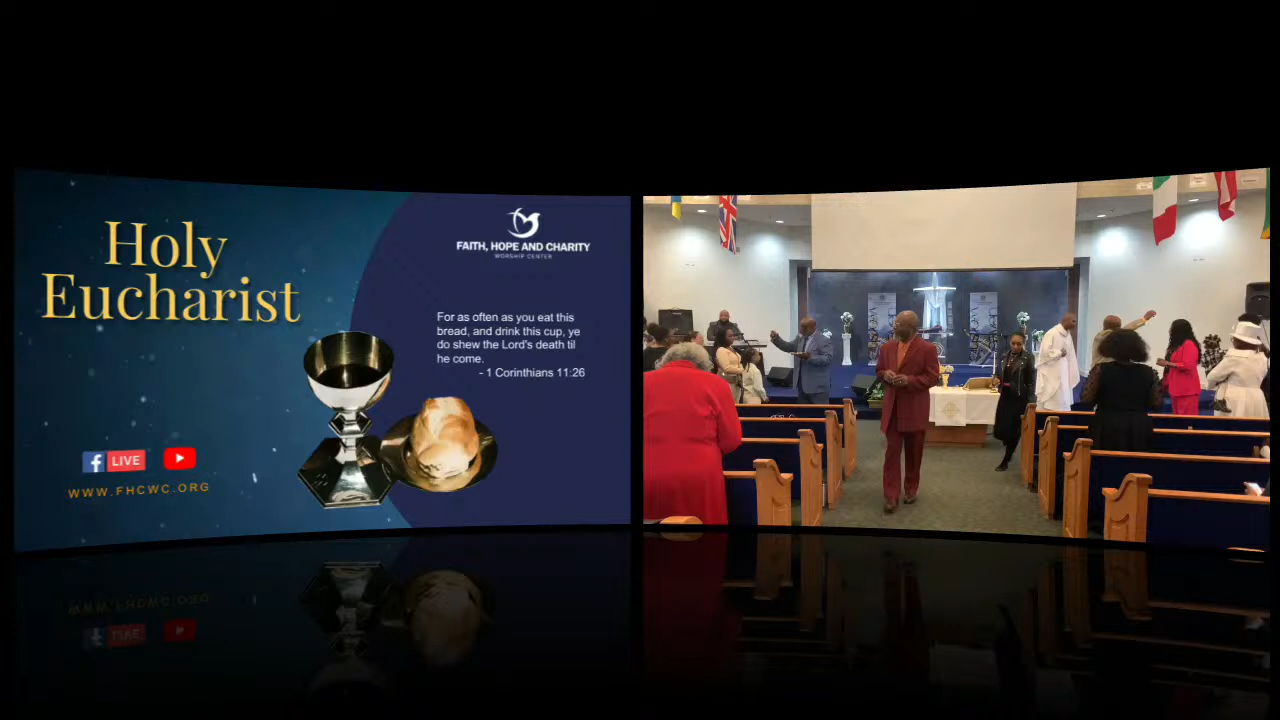 Holy
Eucharist
FAITH, HOPE AND CHARITY
WORSHIP CENTER
For as often as you eat this
bread, and drink this cup, ye
do shew the Lord's death til
he come.
- 1 Corinthians 11:26
f LIVE
WWW.FHCWC.ORG